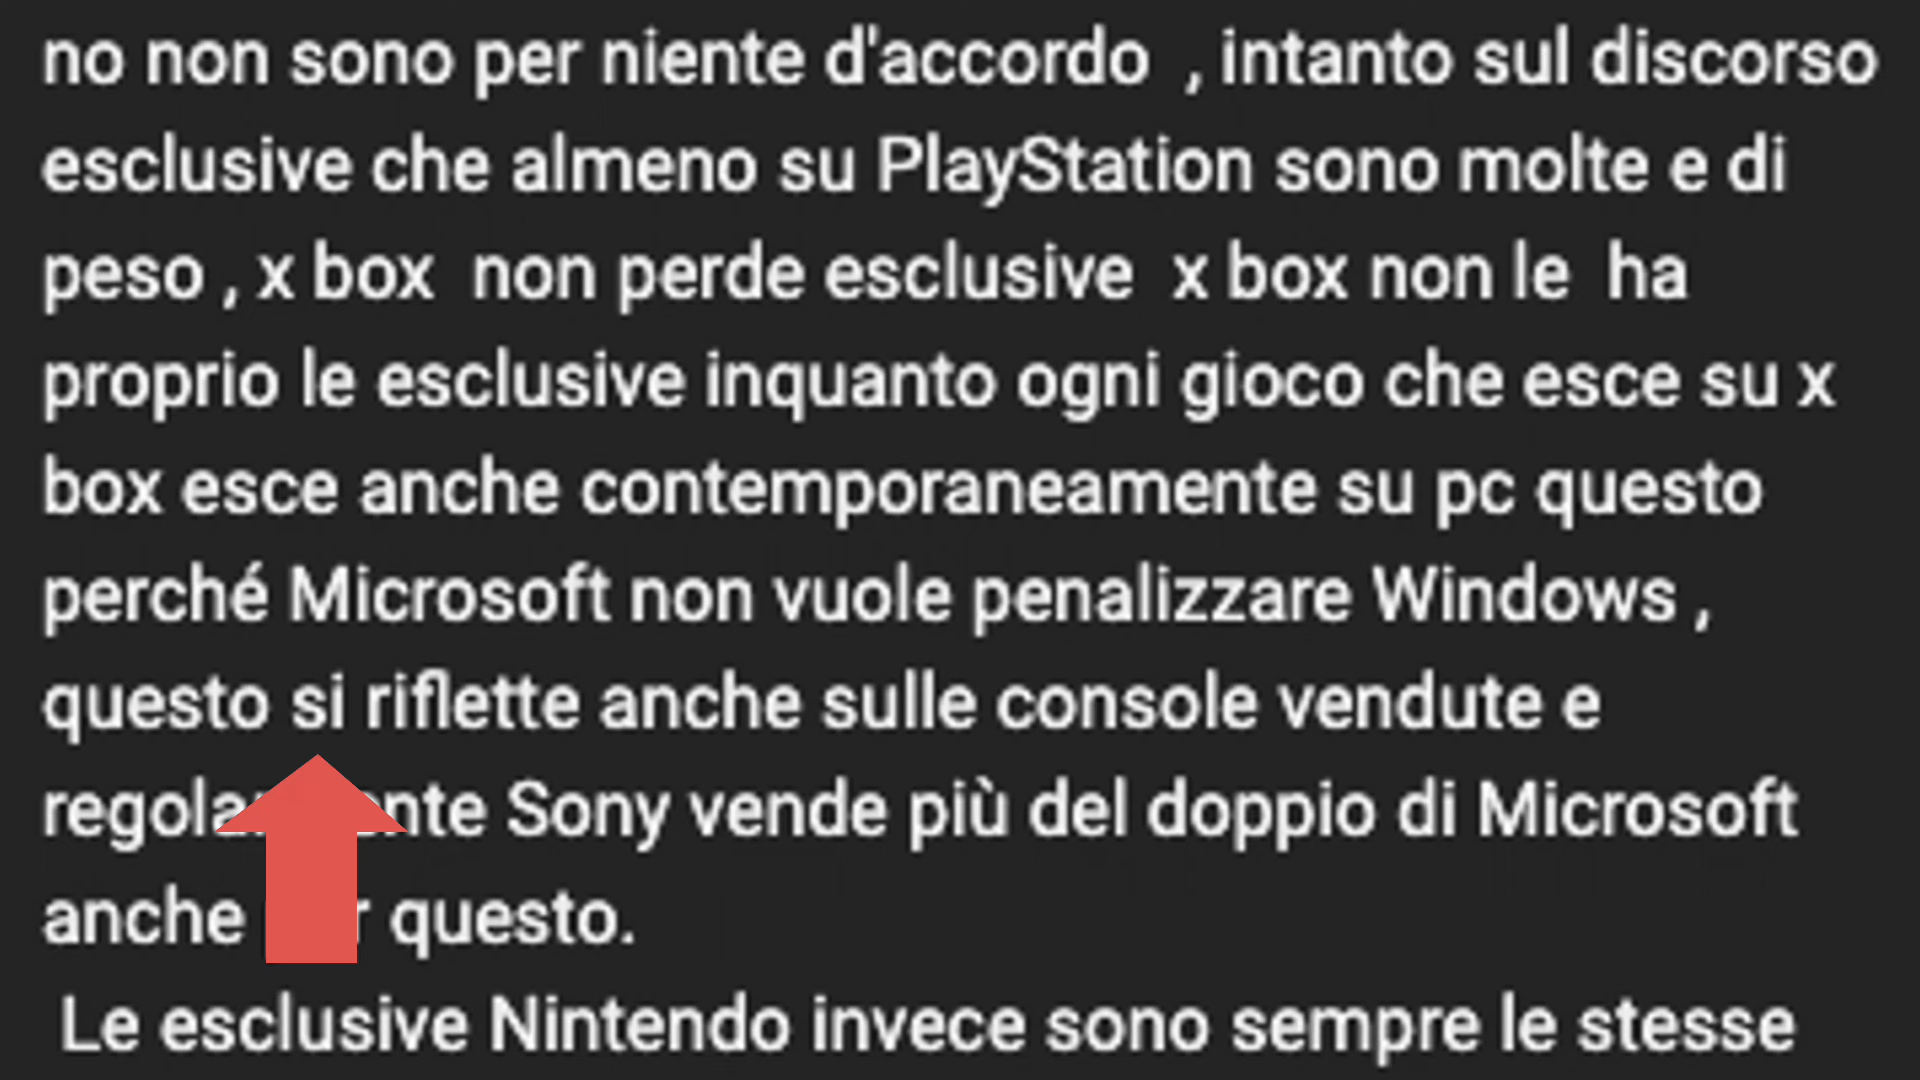 no non sono per niente d'accordo  , intanto sul discorso
esclusive che almeno su PlayStation sono molte e di
peso , x box  non perde esclusive  x box non le  ha
proprio le esclusive inquanto ogni gioco che esce su x
box esce anche contemporaneamente su pc questo
perché Microsoft non vuole penalizzare Windows ,
questo si riflette anche sulle console vendute e
Sony vende più del doppio di Microsoft
anche questo.
Le esclusive Nintendo invece sono sempre le stesse